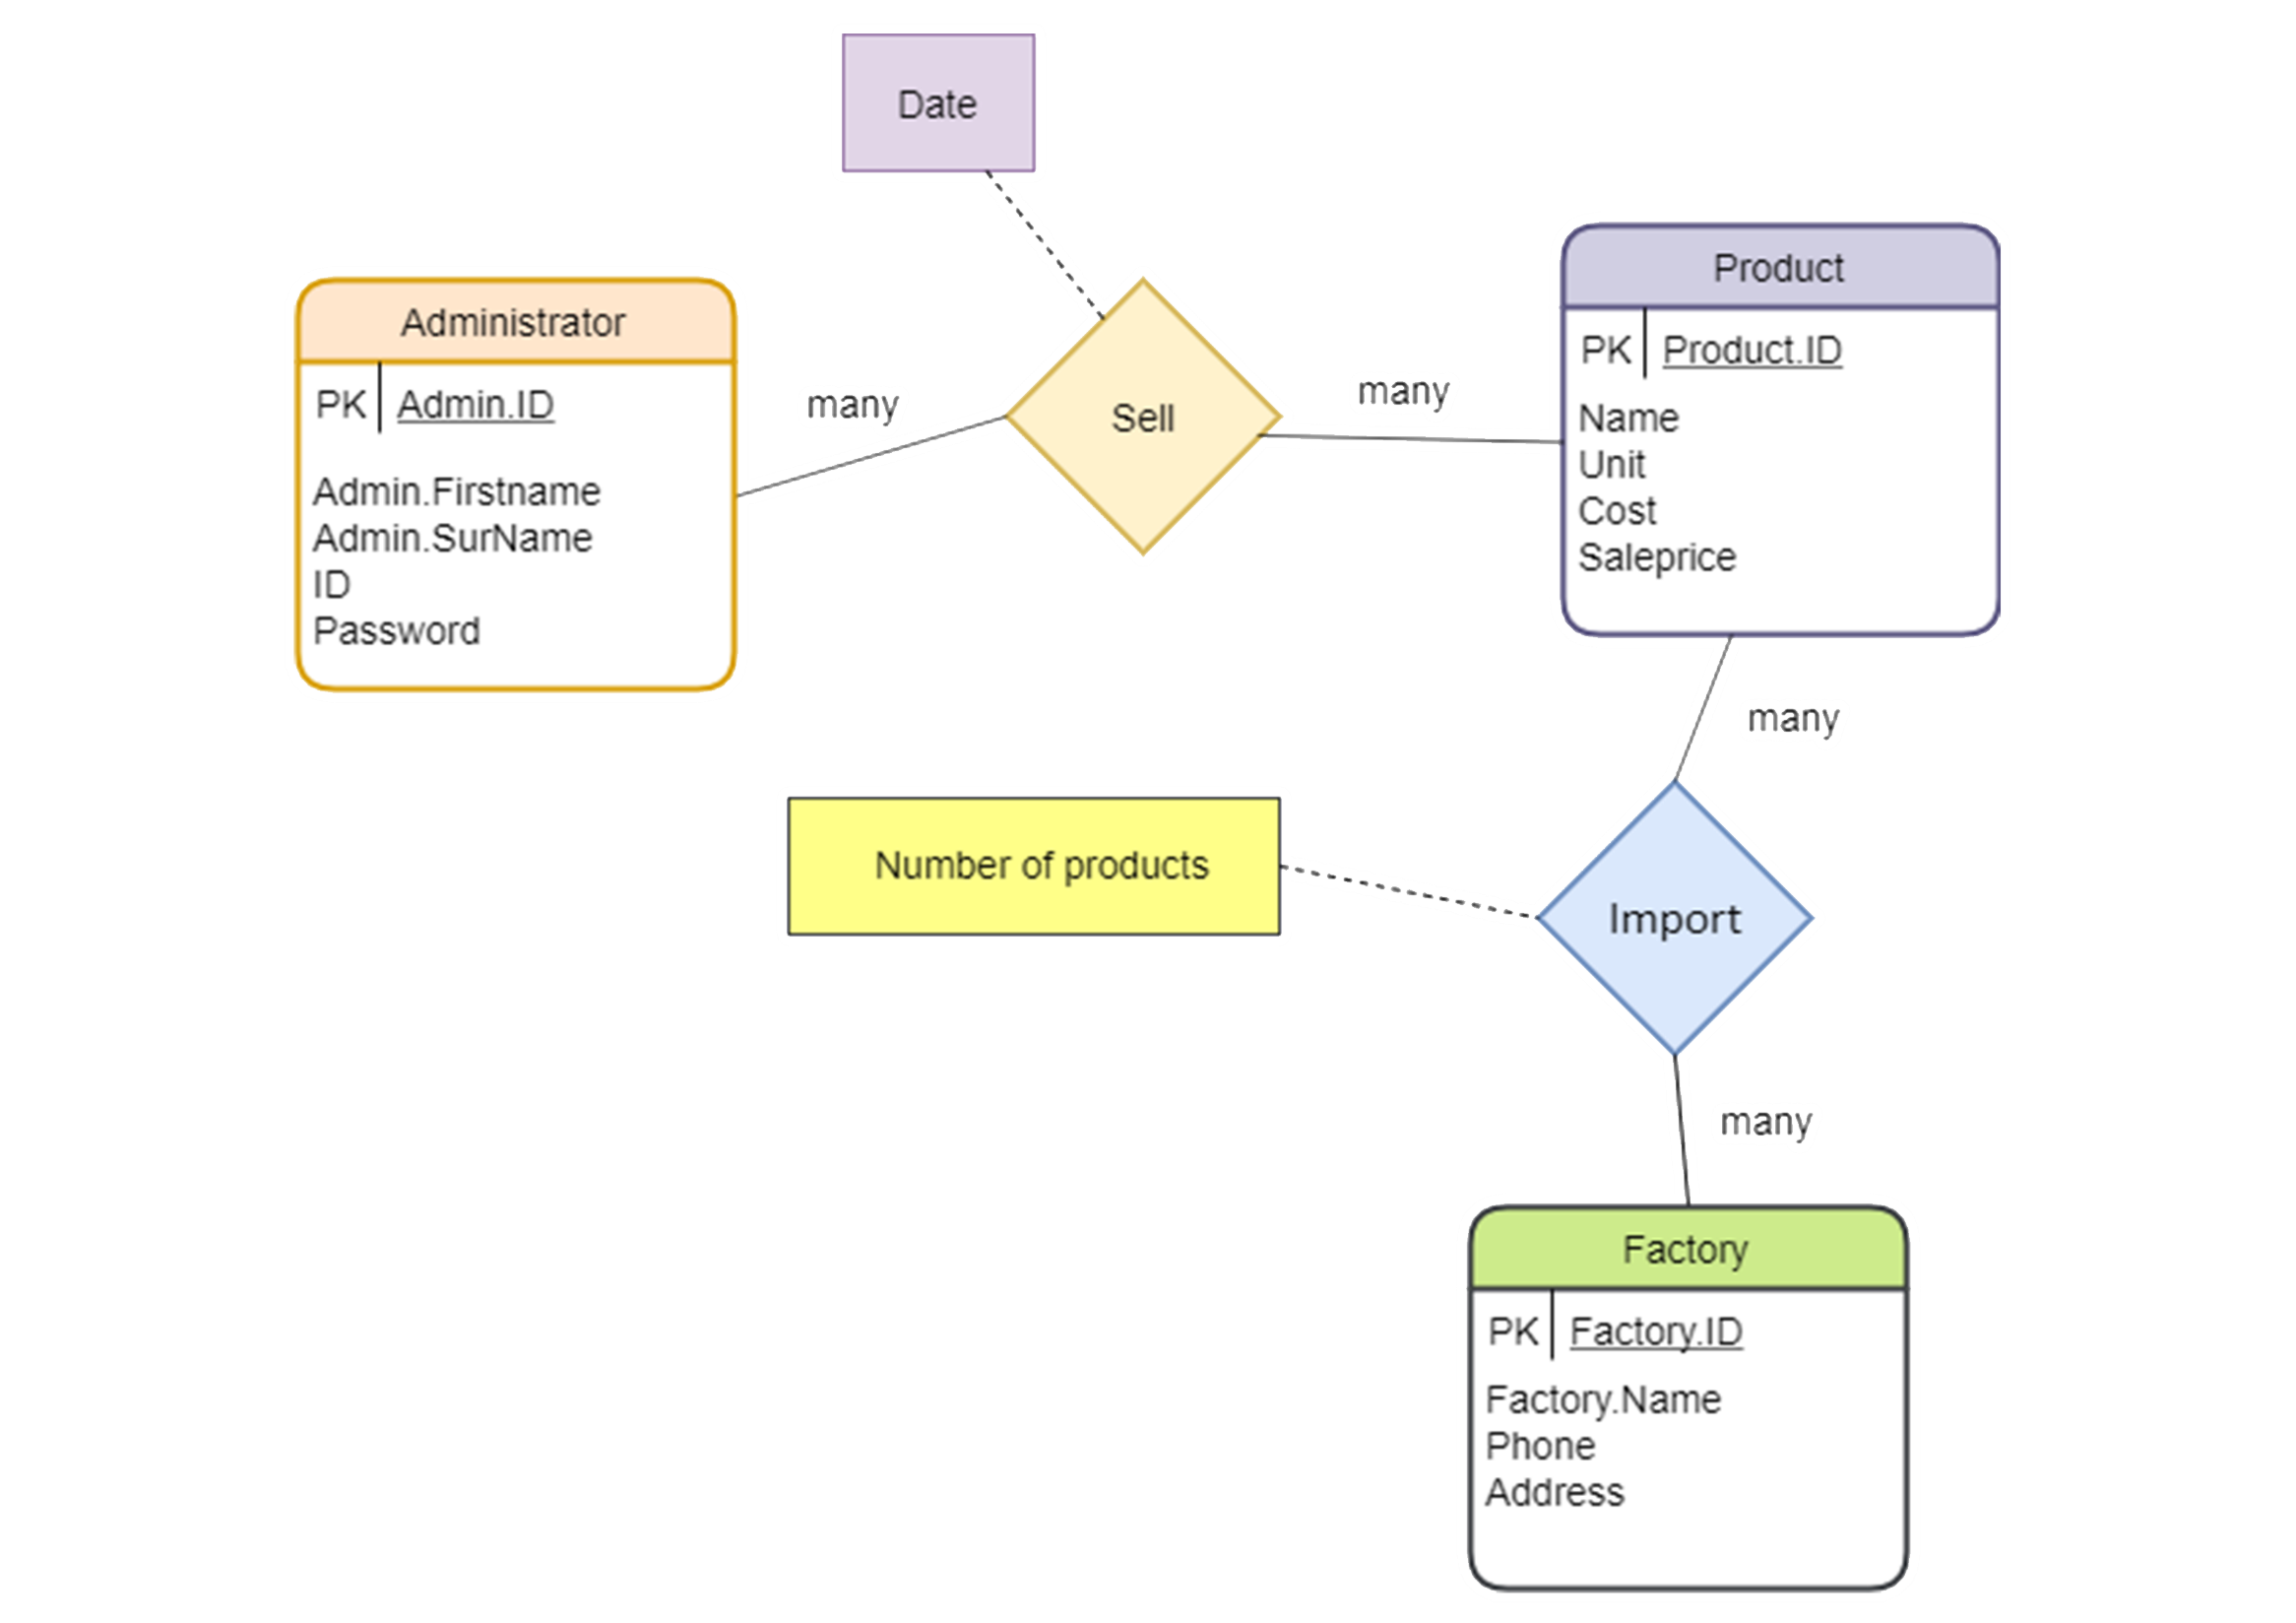 Date
Administrator
PK Admin.ID
Admin.Firstname
Admin.SurName
ID
Password
many
Sell
many
Product
PK Product.ID
Name
Unit
Cost
Saleprice
many
Number of products
Import
many
Factory
PK Factory.ID
Factory.Name
Phone
Address